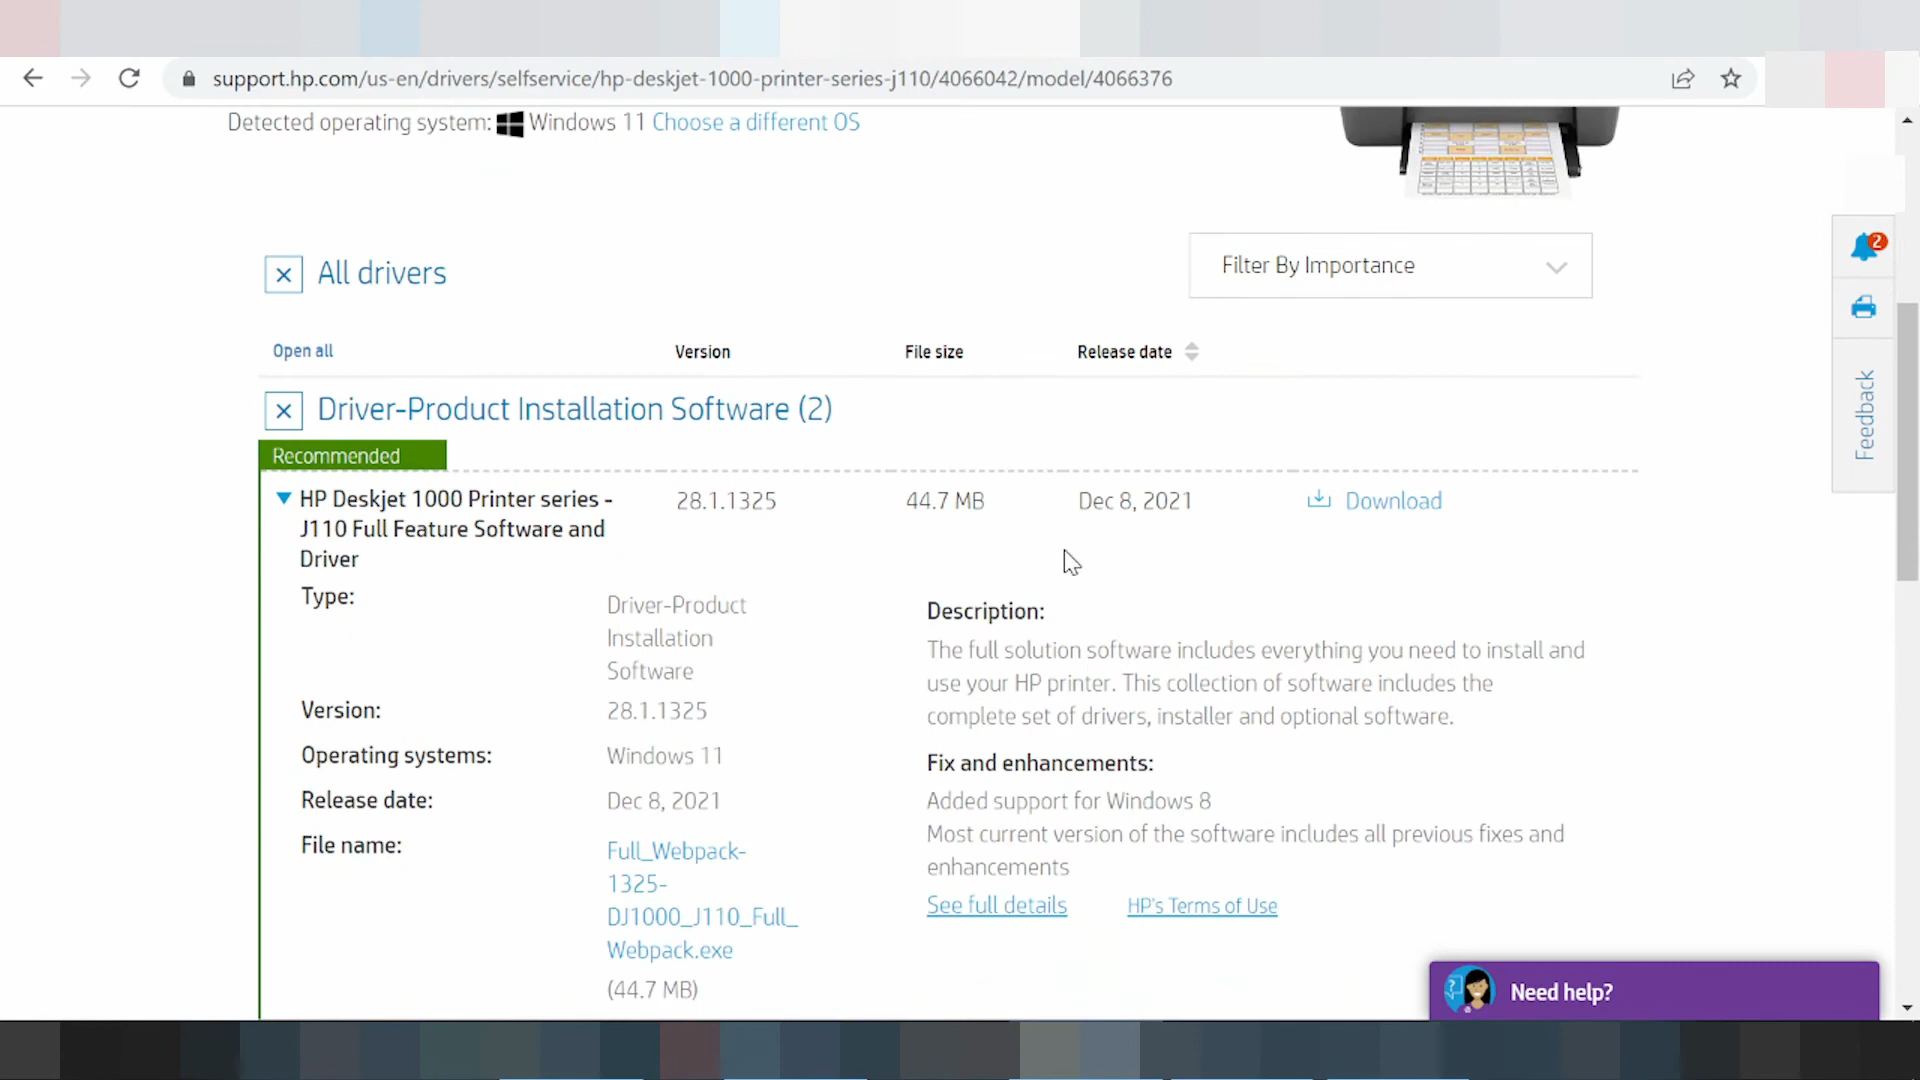 support.hp.com/us-en/drivers/selfservice/hp-deskjet-1000-printer-series-j110/4066042/model/4066376
Detected operating system: Windows 11 Choose a different OS
All drivers
Filter By Importance
2
Open all Version File size Release date
Driver-Product Installation Software (2)
Feedback
Recommended
HP Deskjet 1000 Printer series - 28.1.1325 44.7 MB Dec 8, 2021 Download
J110 Full Feature Software and
Driver
Type: Driver-Product
Installation
Software
Version: 28.1.1325
Operating systems: Windows 11
Release date: Dec 8, 2021
File name: Full_Webpack-
1325-
DJ1000_J110_Full_
Webpack.exe
(44.7 MB)
Description:
The full solution software includes everything you need to install and
use your HP printer. This collection of software includes the
complete set of drivers, installer and optional software.
Fix and enhancements:
Added support for Windows 8
Most current version of the software includes all previous fixes and
enhancements
See full details HP's Terms of Use
Need help?